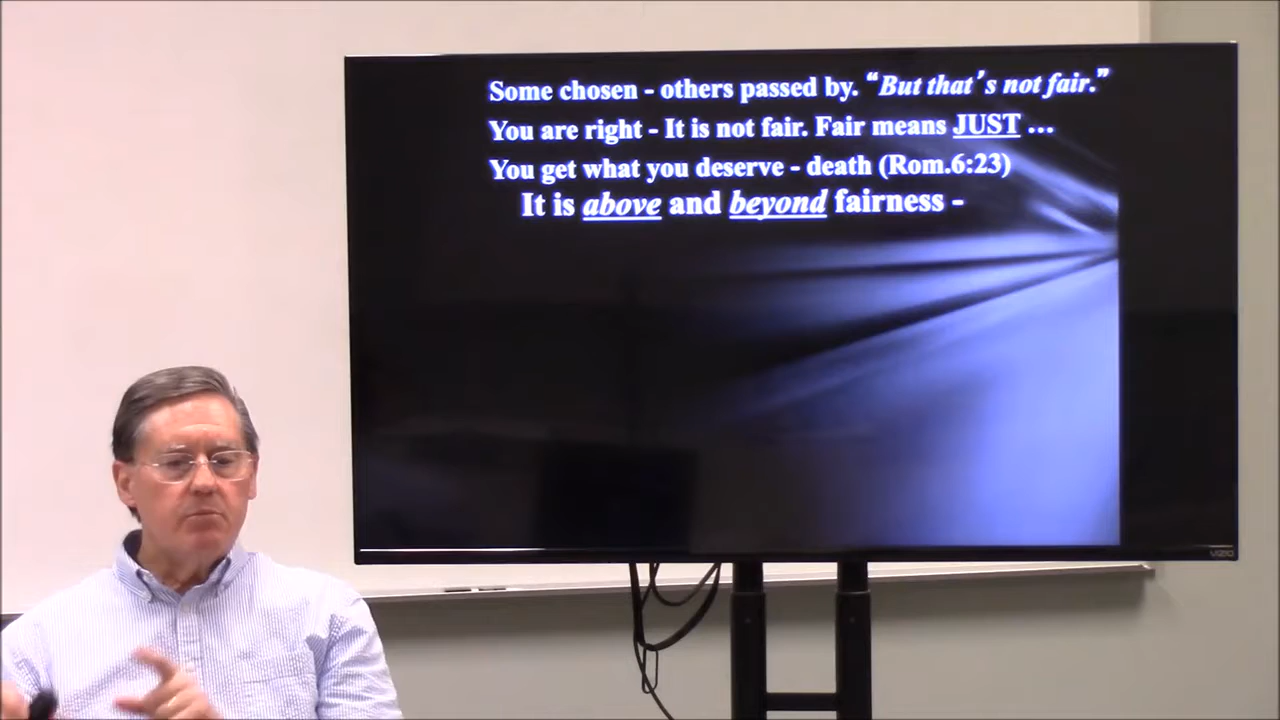 Some chosen - others passed by. “But that’s not fair.”
You are right - It is not fair. Fair means JUST …
You get what you deserve - death (Rom.6:23)
It is above and beyond fairness -
VIZIO